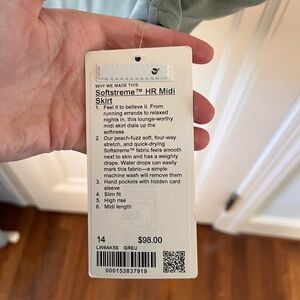 WHY WE MADE THIS
Softstreme™ HR Midi
Skirt
1. Feel it to believe it. From
running errands to relaxed
nights in, this lounge-worthy
midi skirt dials up the
softness
2. Our peach-fuzz soft, four-way
stretch, and quick-drying
Softstreme™ fabric feels smooth
next to skin and has a weighty
drape. Water drops can easily
mark this fabric—a simple
machine wash will remove them
3. Hand pockets with hidden card
sleeve
4. Slim fit
5. High rise
6. Midi length
14 $98.00
LW8AK5S GREU
000153837919